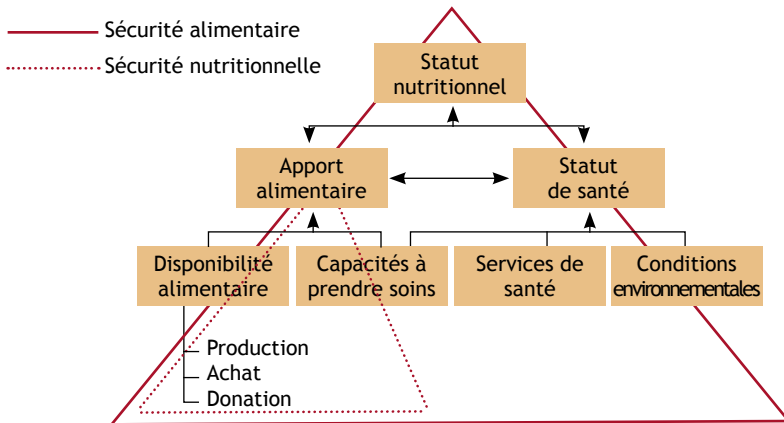 Sécurité alimentaire
Sécurité nutritionnelle
Statut
nutritionnel
Apport
alimentaire
Statut
de santé
Disponibilité
alimentaire
Capacités à
prendre soins
Services de
santé
Conditions
environnementales
Production
Achat
Donation